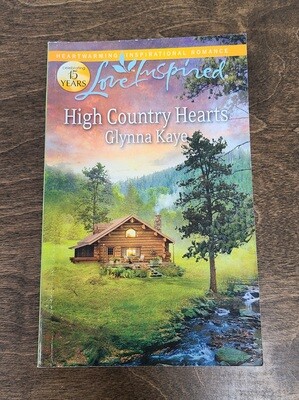 HEARTWARMING INSPIRATIONAL ROMANCE
15
YEARS
Love Inspired
High Country Hearts
Glynna Kaye